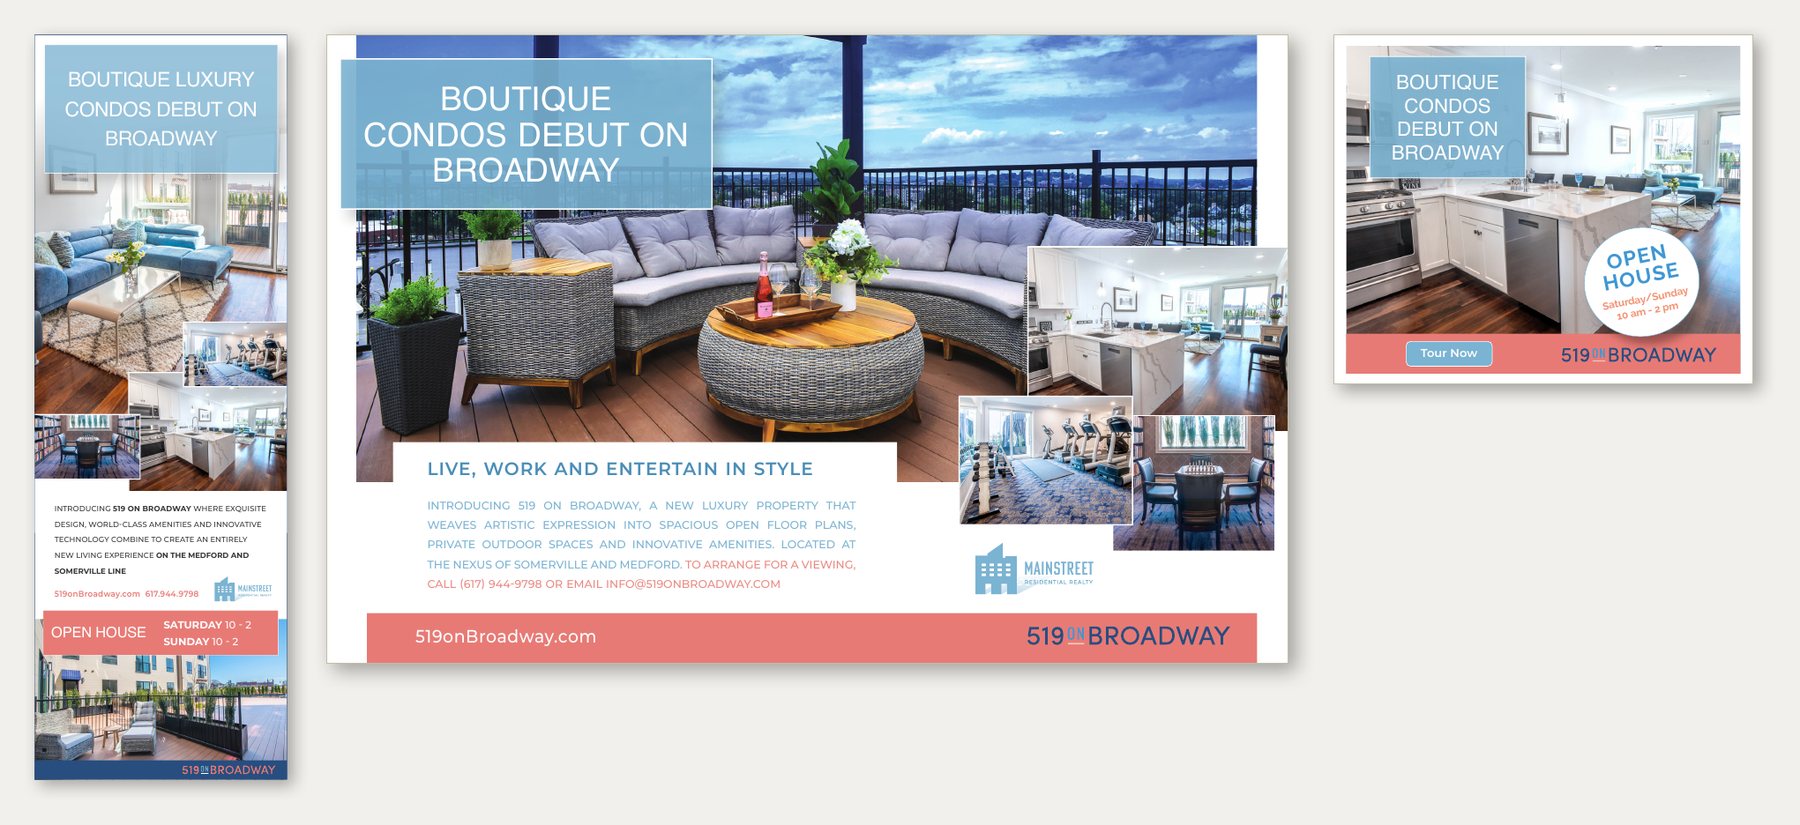 BOUTIQUE LUXURY
CONDOS DEBUT ON
BROADWAY
INTRODUCING 519 ON BROADWAY WHERE EXQUISITE
DESIGN, WORLD-CLASS AMENITIES AND INNOVATIVE
TECHNOLOGY COMBINE TO CREATE AN ENTIRELY
NEW LIVING EXPERIENCE ON THE MEDFORD AND
SOMERVILLE LINE
519onBroadway.com 617.944.9798
MAINSTREET
RESIDENTIAL REALTY
OPEN HOUSE
SATURDAY 10 - 2
SUNDAY 10 - 2
519 ON BROADWAY
BOUTIQUE
CONDOS DEBUT ON
BROADWAY
LIVE, WORK AND ENTERTAIN IN STYLE
INTRODUCING 519 ON BROADWAY, A NEW LUXURY PROPERTY THAT
WEAVES ARTISTIC EXPRESSION INTO SPACIOUS OPEN FLOOR PLANS,
PRIVATE OUTDOOR SPACES AND INNOVATIVE AMENITIES. LOCATED AT
THE NEXUS OF SOMERVILLE AND MEDFORD. TO ARRANGE FOR A VIEWING,
CALL (617) 944-9798 OR EMAIL INFO@519ONBROADWAY.COM
MAINSTREET
RESIDENTIAL REALTY
519onBroadway.com
519 ON BROADWAY
BOUTIQUE
CONDOS
DEBUT ON
BROADWAY
OPEN
HOUSE
Saturday/Sunday
10 am - 2 pm
Tour Now
519 ON BROADWAY